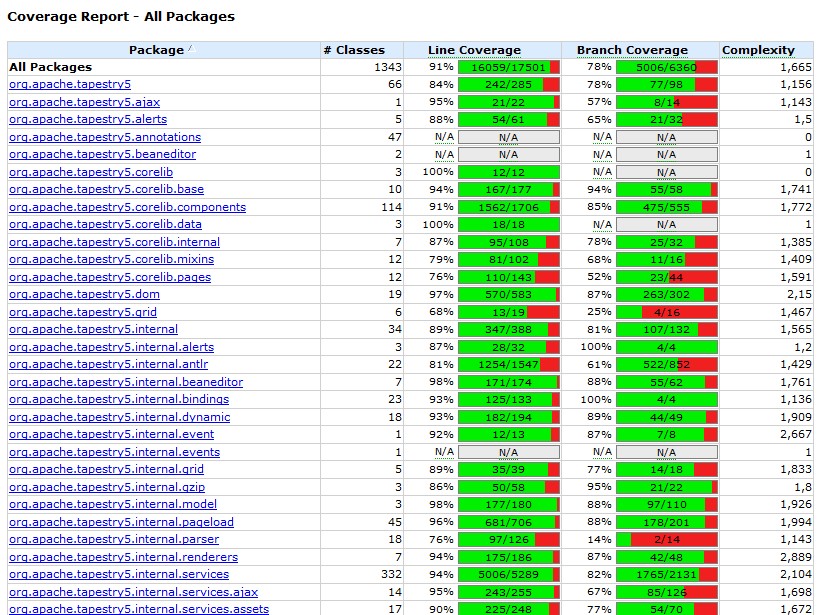 Coverage Report - All Packages
Package # Classes Line Coverage Branch Coverage Complexity
All Packages 1343 91% 16059/17501 78% 5006/6360 1,665
org.apache.tapestry5 66 84% 242/285 78% 77/98 1,156
org.apache.tapestry5.ajax 1 95% 21/22 57% 8/14 1,143
org.apache.tapestry5.alerts 5 88% 54/61 65% 21/32 1,5
org.apache.tapestry5.annotations 47 N/A N/A N/A N/A 0
org.apache.tapestry5.beaneditor 2 N/A N/A N/A N/A 1
org.apache.tapestry5.corelib 3 100% 12/12 N/A N/A 0
org.apache.tapestry5.corelib.base 10 94% 167/177 94% 55/58 1,741
org.apache.tapestry5.corelib.components 114 91% 1562/1706 85% 475/555 1,772
org.apache.tapestry5.corelib.data 3 100% 18/18 N/A N/A 1
org.apache.tapestry5.corelib.internal 7 87% 95/108 78% 25/32 1,385
org.apache.tapestry5.corelib.mixins 12 79% 81/102 68% 11/16 1,409
org.apache.tapestry5.corelib.pages 12 76% 110/143 52% 23/44 1,591
org.apache.tapestry5.dom 19 97% 570/583 87% 263/302 2,15
org.apache.tapestry5.grid 6 68% 13/19 25% 4/16 1,467
org.apache.tapestry5.internal 34 89% 347/388 81% 107/132 1,565
org.apache.tapestry5.internal.alerts 3 87% 28/32 100% 4/4 1,2
org.apache.tapestry5.internal.antlr 22 81% 1254/1547 61% 522/852 1,429
org.apache.tapestry5.internal.beaneditor 7 98% 171/174 88% 55/62 1,761
org.apache.tapestry5.internal.bindings 23 93% 125/133 100% 4/4 1,136
org.apache.tapestry5.internal.dynamic 18 93% 182/194 89% 44/49 1,909
org.apache.tapestry5.internal.event 1 92% 12/13 87% 7/8 2,667
org.apache.tapestry5.internal.events 1 N/A N/A N/A N/A 1
org.apache.tapestry5.internal.grid 5 89% 35/39 77% 14/18 1,833
org.apache.tapestry5.internal.gzip 3 86% 50/58 95% 21/22 1,8
org.apache.tapestry5.internal.model 3 98% 177/180 88% 97/110 1,926
org.apache.tapestry5.internal.pageload 45 96% 681/706 88% 178/201 1,994
org.apache.tapestry5.internal.parser 18 76% 97/126 14% 2/14 1,143
org.apache.tapestry5.internal.renderers 7 94% 175/186 87% 42/48 2,889
org.apache.tapestry5.internal.services 332 94% 5006/5289 82% 1765/2131 2,104
org.apache.tapestry5.internal.services.ajax 14 95% 243/255 67% 85/126 1,698
org.apache.tapestry5.internal.services.assets 17 90% 225/248 77% 54/70 1,672